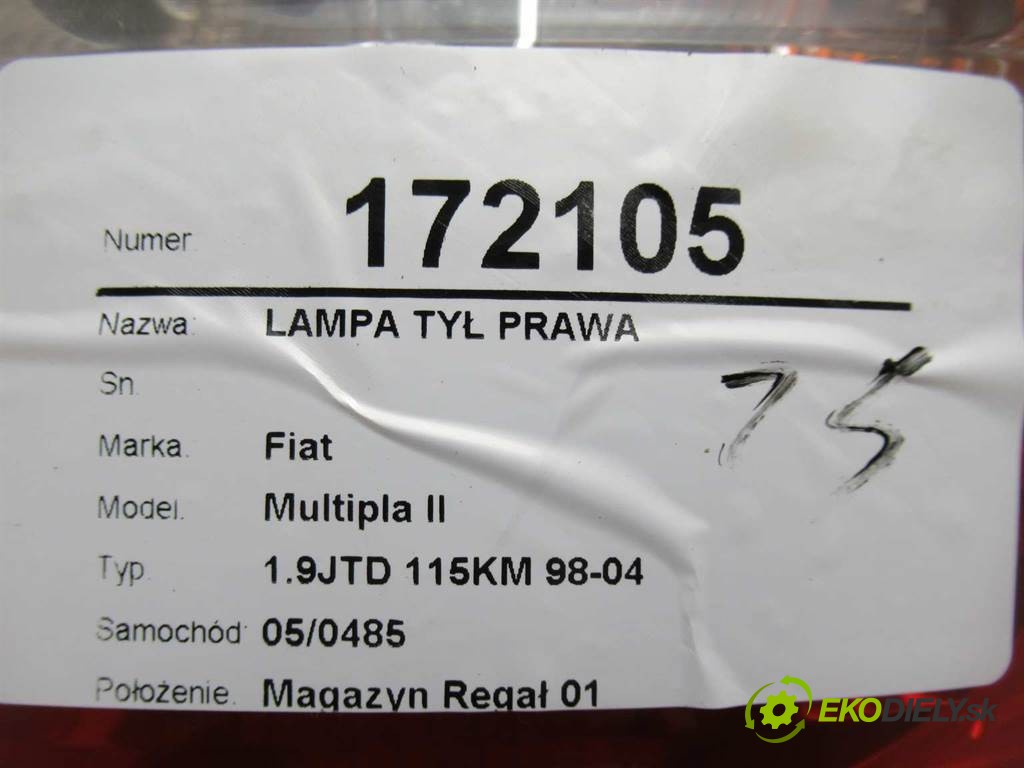 Numer 172105
Nazwa: LAMPA TYŁ PRAWA
Sn.
Marka. Fiat
Model. Multipla II
Typ. 1.9JTD 115KM 98-04
Samochód: 05/0485
Położenie. Magazyn Regał 01
75
EKODIELY.sk